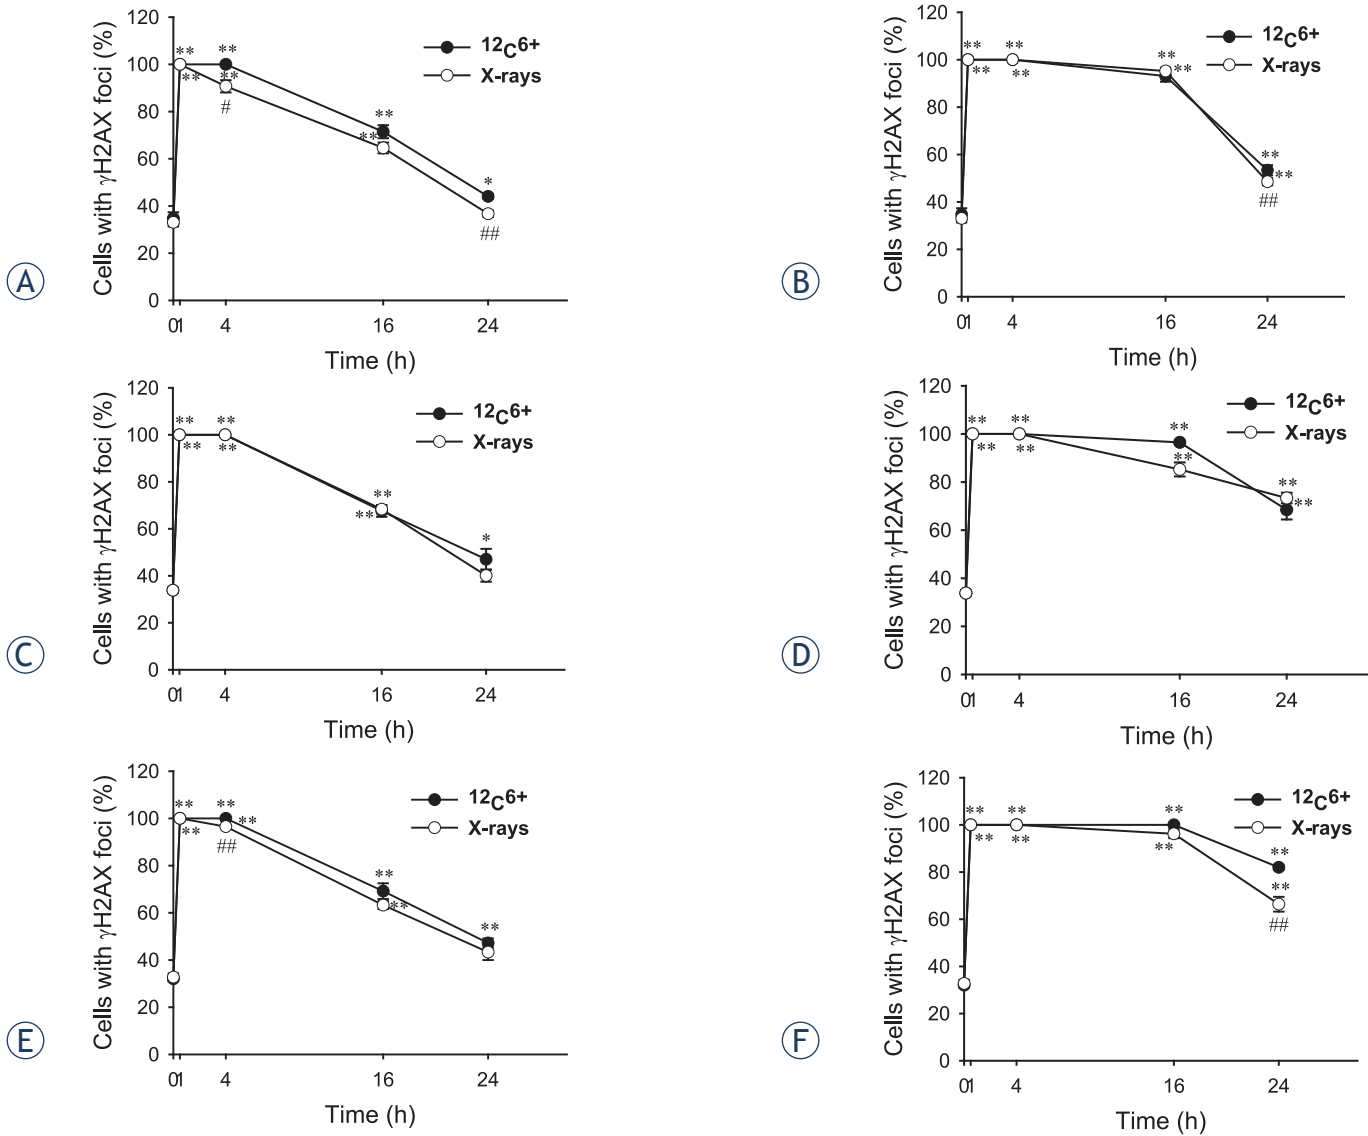 Cells with γH2AX foci (%)
120
100
80
60
40
20
0
** ** ** ** # ** ** * ##
12C6+
X-rays
0 1 4 16 24
Time (h)
A
Cells with γH2AX foci (%)
120
100
80
60
40
20
0
** ** ** ** ** ** ** ** ##
12C6+
X-rays
0 1 4 16 24
Time (h)
B
Cells with γH2AX foci (%)
120
100
80
60
40
20
0
** ** ** ** ** ** *
12C6+
X-rays
0 1 4 16 24
Time (h)
C
Cells with γH2AX foci (%)
120
100
80
60
40
20
0
** ** ** ** ** ** ** **
12C6+
X-rays
0 1 4 16 24
Time (h)
D
Cells with γH2AX foci (%)
120
100
80
60
40
20
0
** ** ** ** ## ** ** **
12C6+
X-rays
0 1 4 16 24
Time (h)
E
Cells with γH2AX foci (%)
120
100
80
60
40
20
0
** ** ** ** ** ** ** ** ##
12C6+
X-rays
0 1 4 16 24
Time (h)
F